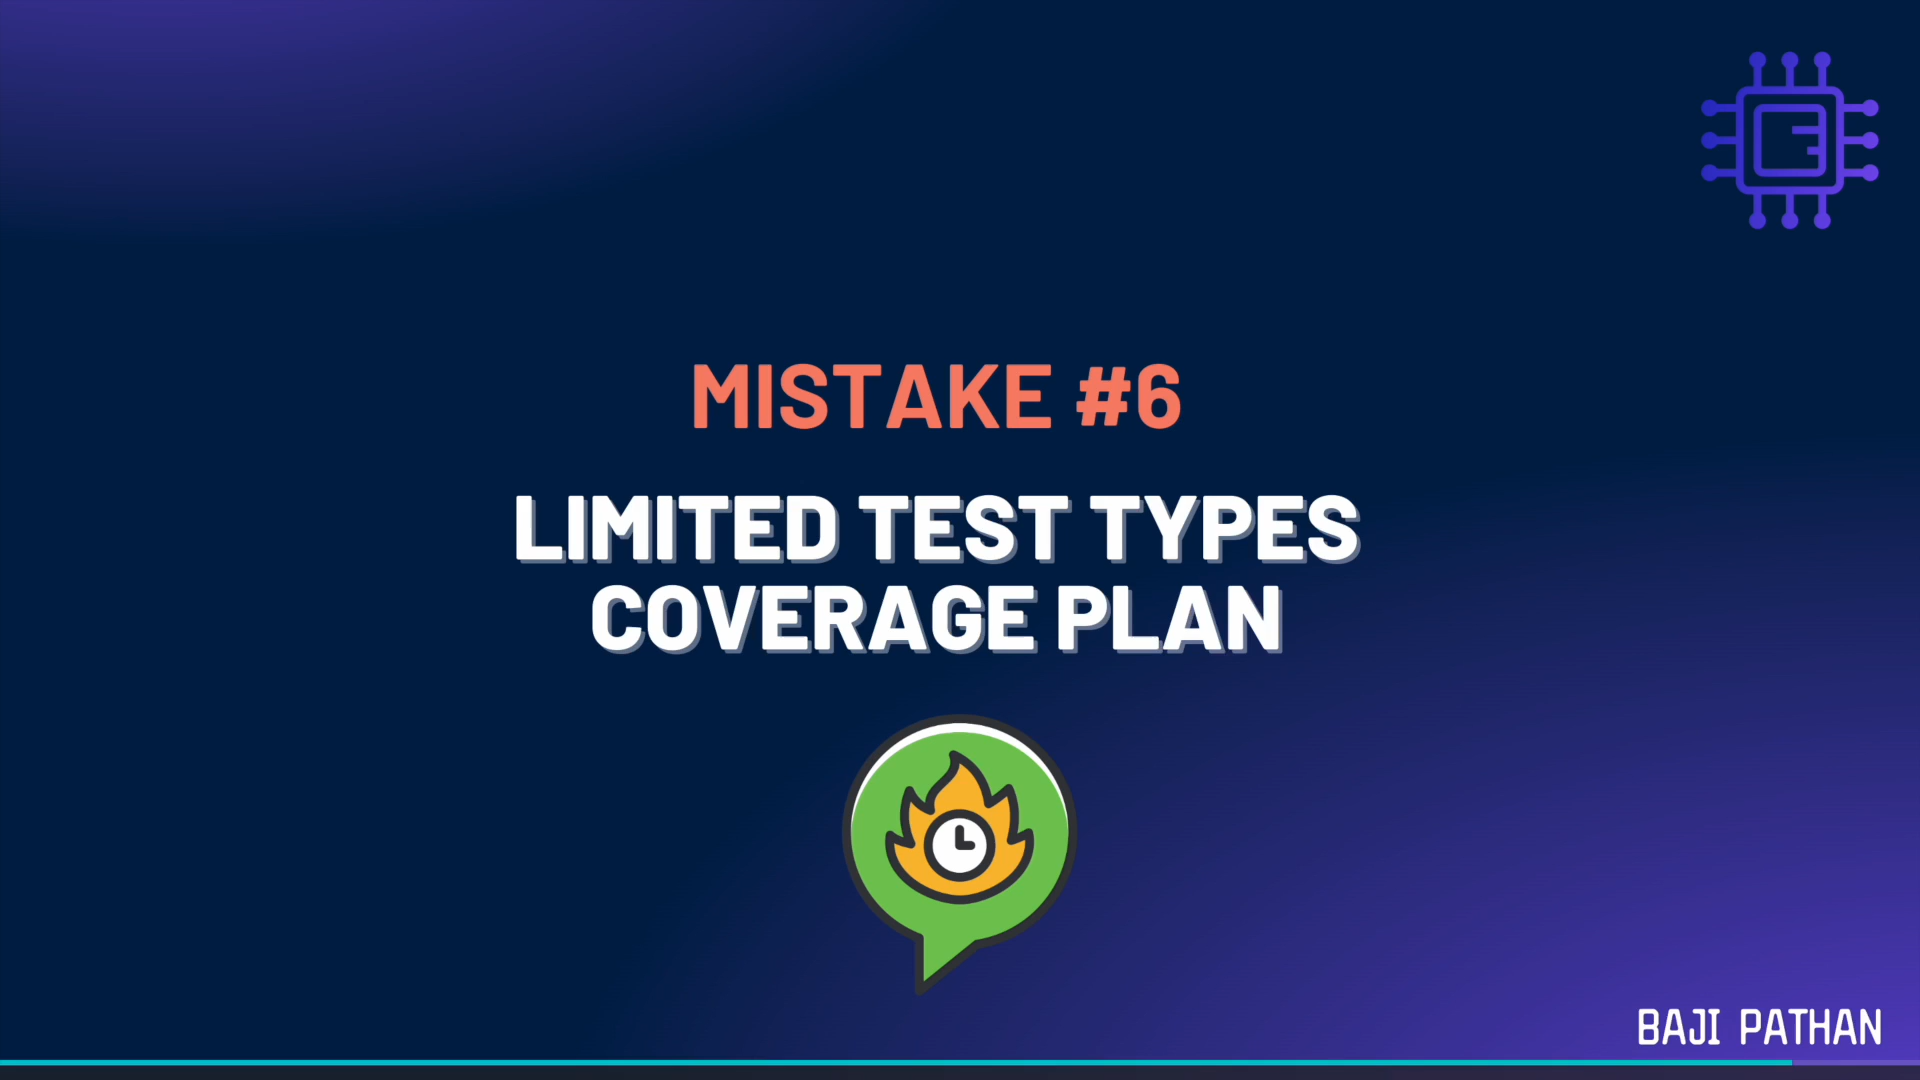 MISTAKE #6
LIMITED TEST TYPES
COVERAGE PLAN
BAJI PATHAN